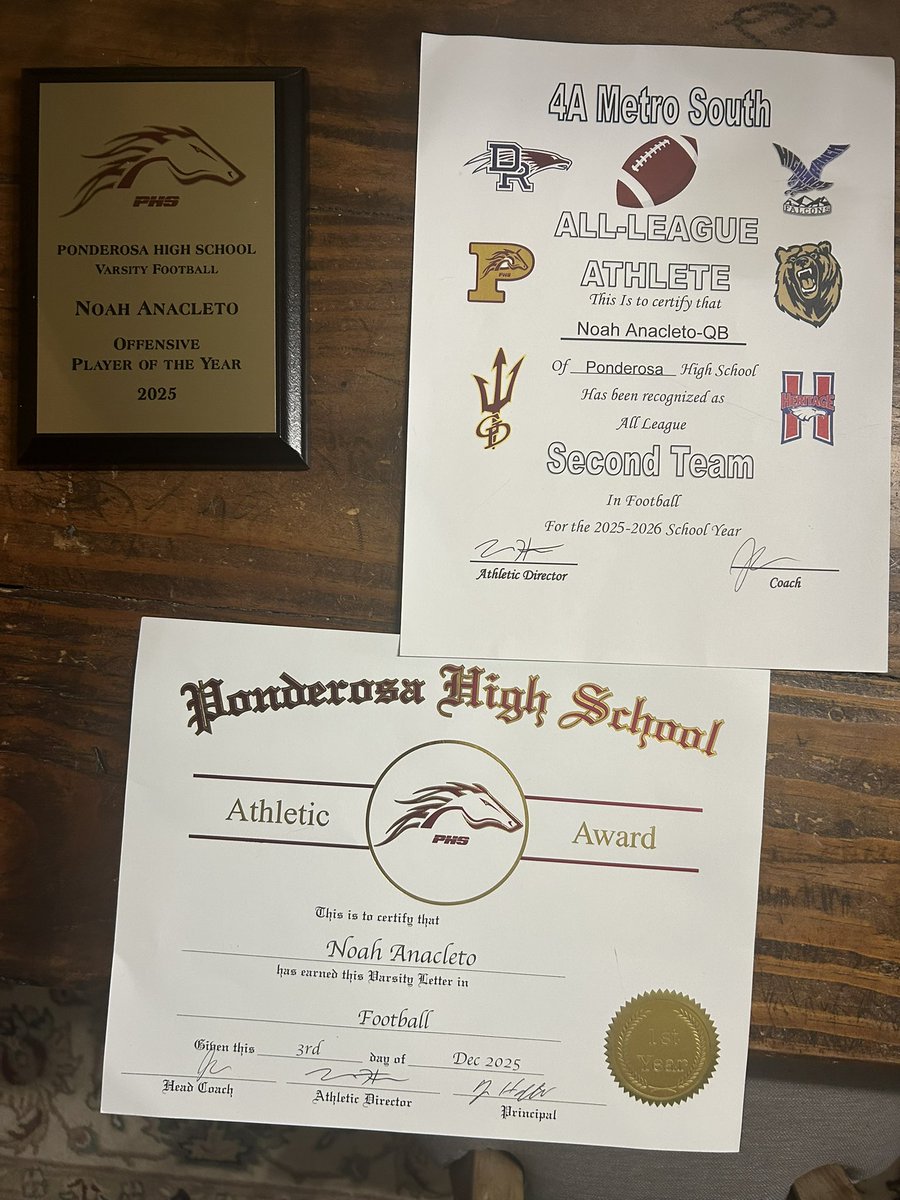 PHS
PONDEROSA HIGH SCHOOL
VARSITY FOOTBALL
NOAH ANACLETO
OFFENSIVE
PLAYER OF THE YEAR
2025
4A Metro South
DR
FALCONS
ALL-LEAGUE
P
PHS
ATHLETE
This Is to certify that
Noah Anacleto-QB
Of Ponderosa High School
HERITAGE
H
Has been recognized as
All League
Second Team
In Football
For the 2025-2026 School Year
Athletic Director
Coach
Ponderosa High School
Athletic
PHS
Award
This is to certify that
Noah Anacleto
has earned this Varsity Letter in
Football
Given this 3rd day of Dec 2025
Head Coach
Athletic Director
Principal
1st
Year